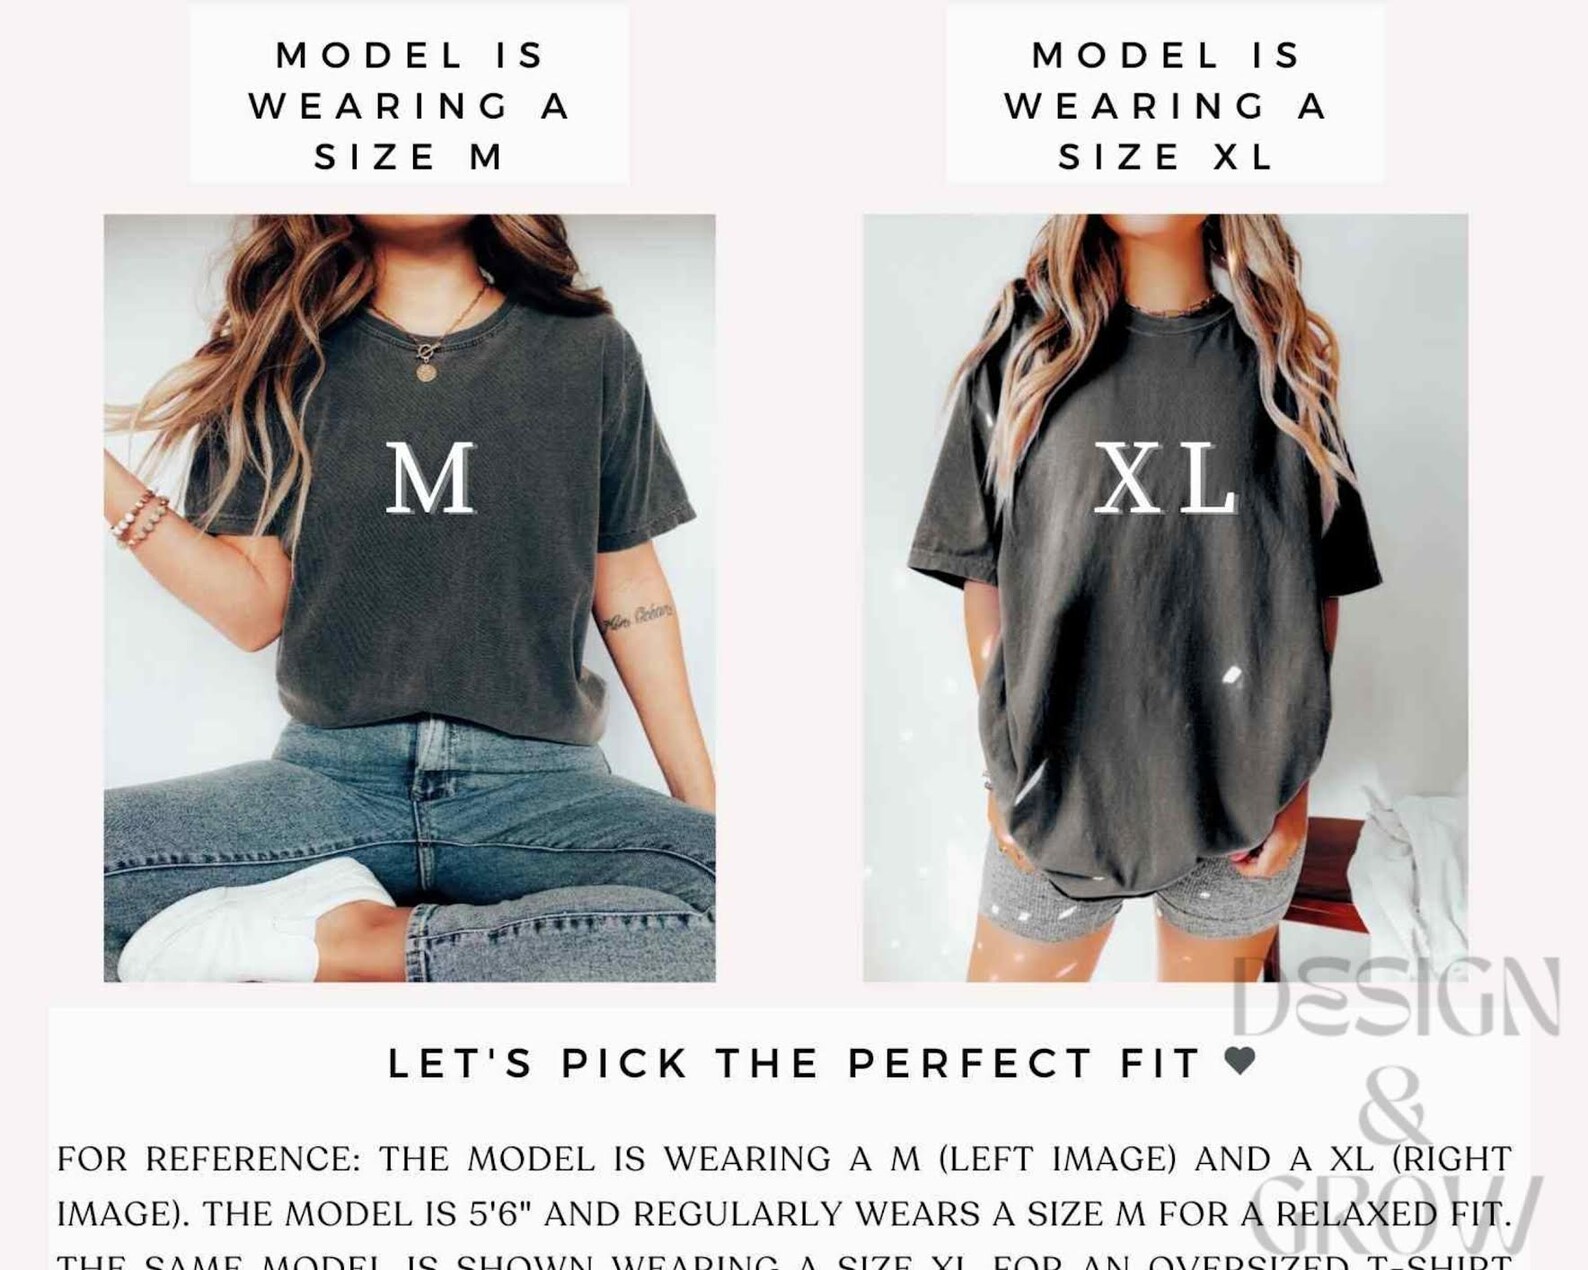 MODEL IS
WEARING A
SIZE M
MODEL IS
WEARING A
SIZE XL
M
XL
LET'S PICK THE PERFECT FIT 🖤
FOR REFERENCE: THE MODEL IS WEARING A M (LEFT IMAGE) AND A XL (RIGHT
IMAGE). THE MODEL IS 5'6" AND REGULARLY WEARS A SIZE M FOR A RELAXED FIT.
THE SAME MODEL IS SHOWN WEARING A SIZE XL FOR AN OVERSIZED T-SHIRT
DESIGN
&
GROW